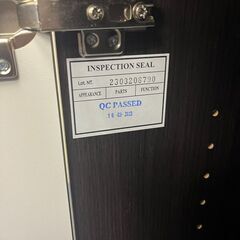 INSPECTION SEAL
Lot. NO. 2303208790
APPEARANCE PARTS FUNCTION
QC PASSED